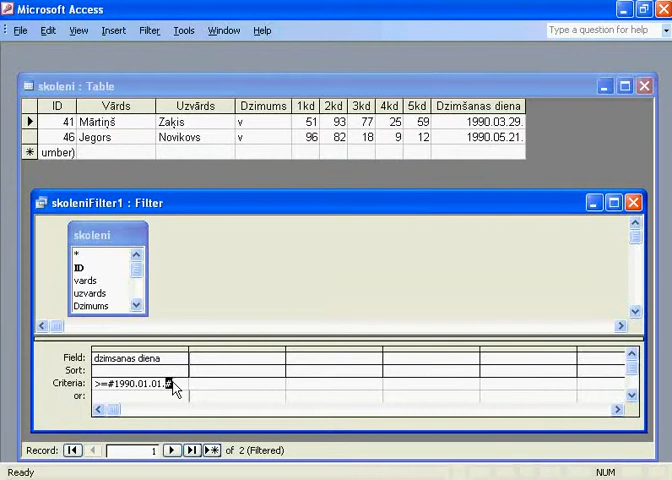 Microsoft Access
File Edit View Insert Filter Tools Window Help Type a question for help
skoleni : Table
ID Vārds Uzvārds Dzimums 1kd 2kd 3kd 4kd 5kd Dzimšanas diena
41 Mārtiņš Zaķis v 51 93 77 25 59 1990.03.29.
46 Jegors Novikovs v 96 82 18 9 12 1990.05.21.
umber)
skoleniFilter1 : Filter
skoleni
*
ID
vards
uzvards
Dzimums
Field: dzimsanas diena
Sort:
Criteria: >=#1990.01.01.#
or:
Record: 1 of 2 (Filtered)
Ready NUM